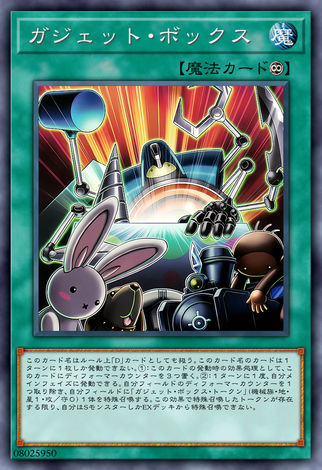 ガジェット・ボックス
魔
【魔法カード】
このカード名はルール上「D」カードとしても扱う。このカード名のカードは１
ターンに１枚しか発動できない。①：このカードの発動時の効果処理として、こ
のカードにディフォーマーカウンターを３つ置く。②：１ターンに１度、自分メ
インフェイズに発動できる。自分フィールドのディフォーマーカウンターを１
つ取り除き、自分フィールドに「ガジェット・ボックス・トークン」（機械族・地・
星１・攻／守０）１体を特殊召喚する。この効果で特殊召喚したトークンが存在
する限り、自分はSモンスターしかEXデッキから特殊召喚できない。
08025950